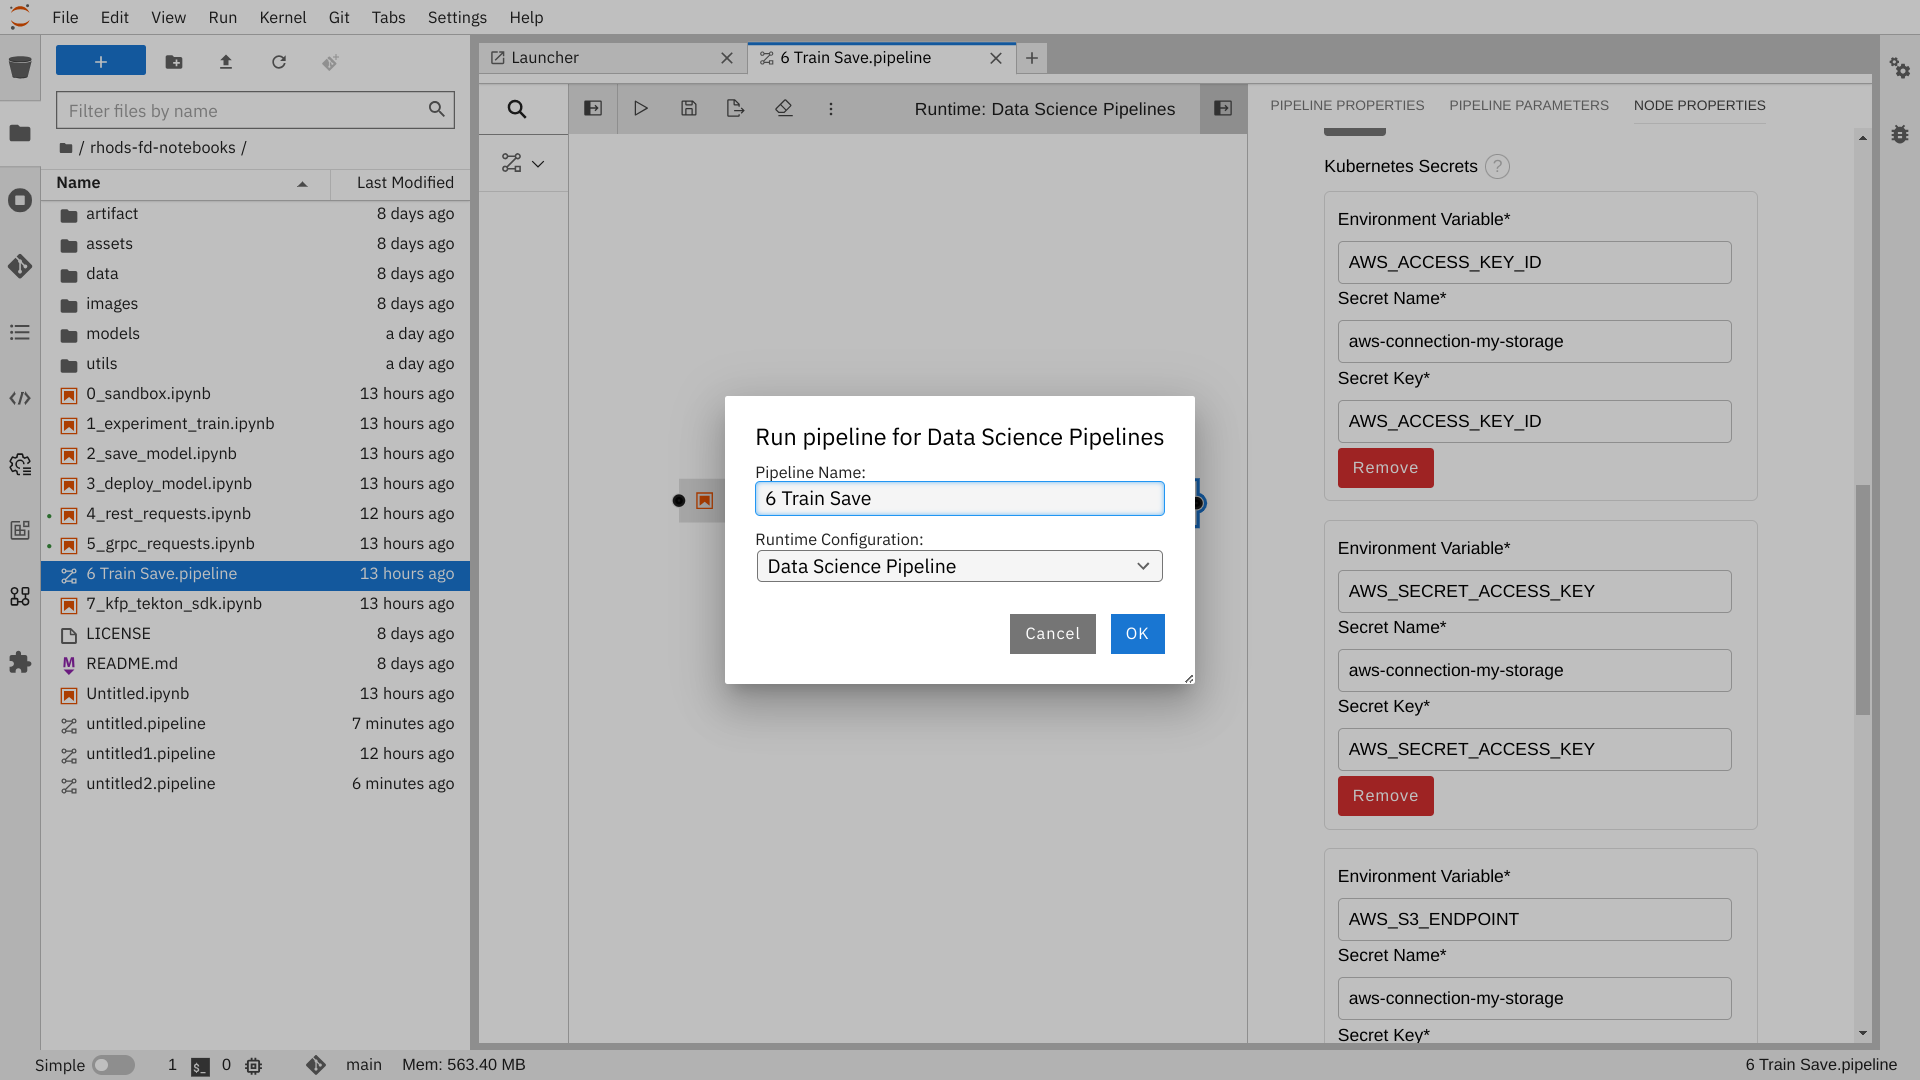 File Edit View Run Kernel Git Tabs Settings Help
+
Filter files by name
/ rhods-fd-notebooks /
Name Last Modified
artifact 8 days ago
assets 8 days ago
data 8 days ago
images 8 days ago
models a day ago
utils a day ago
0_sandbox.ipynb 13 hours ago
1_experiment_train.ipynb 13 hours ago
2_save_model.ipynb 13 hours ago
3_deploy_model.ipynb 13 hours ago
4_rest_requests.ipynb 12 hours ago
5_grpc_requests.ipynb 13 hours ago
6 Train Save.pipeline 13 hours ago
7_kfp_tekton_sdk.ipynb 13 hours ago
LICENSE 8 days ago
README.md 8 days ago
Untitled.ipynb 13 hours ago
untitled.pipeline 7 minutes ago
untitled1.pipeline 12 hours ago
untitled2.pipeline 6 minutes ago
Launcher
6 Train Save.pipeline
Runtime: Data Science Pipelines
Run pipeline for Data Science Pipelines
Pipeline Name:
6 Train Save
Runtime Configuration:
Data Science Pipeline
Cancel OK
PIPELINE PROPERTIES PIPELINE PARAMETERS NODE PROPERTIES
Kubernetes Secrets ?
Environment Variable*
AWS_ACCESS_KEY_ID
Secret Name*
aws-connection-my-storage
Secret Key*
AWS_ACCESS_KEY_ID
Remove
Environment Variable*
AWS_SECRET_ACCESS_KEY
Secret Name*
aws-connection-my-storage
Secret Key*
AWS_SECRET_ACCESS_KEY
Remove
Environment Variable*
AWS_S3_ENDPOINT
Secret Name*
aws-connection-my-storage
Secret Key*
Simple 1 $_ 0 main Mem: 563.40 MB 6 Train Save.pipeline